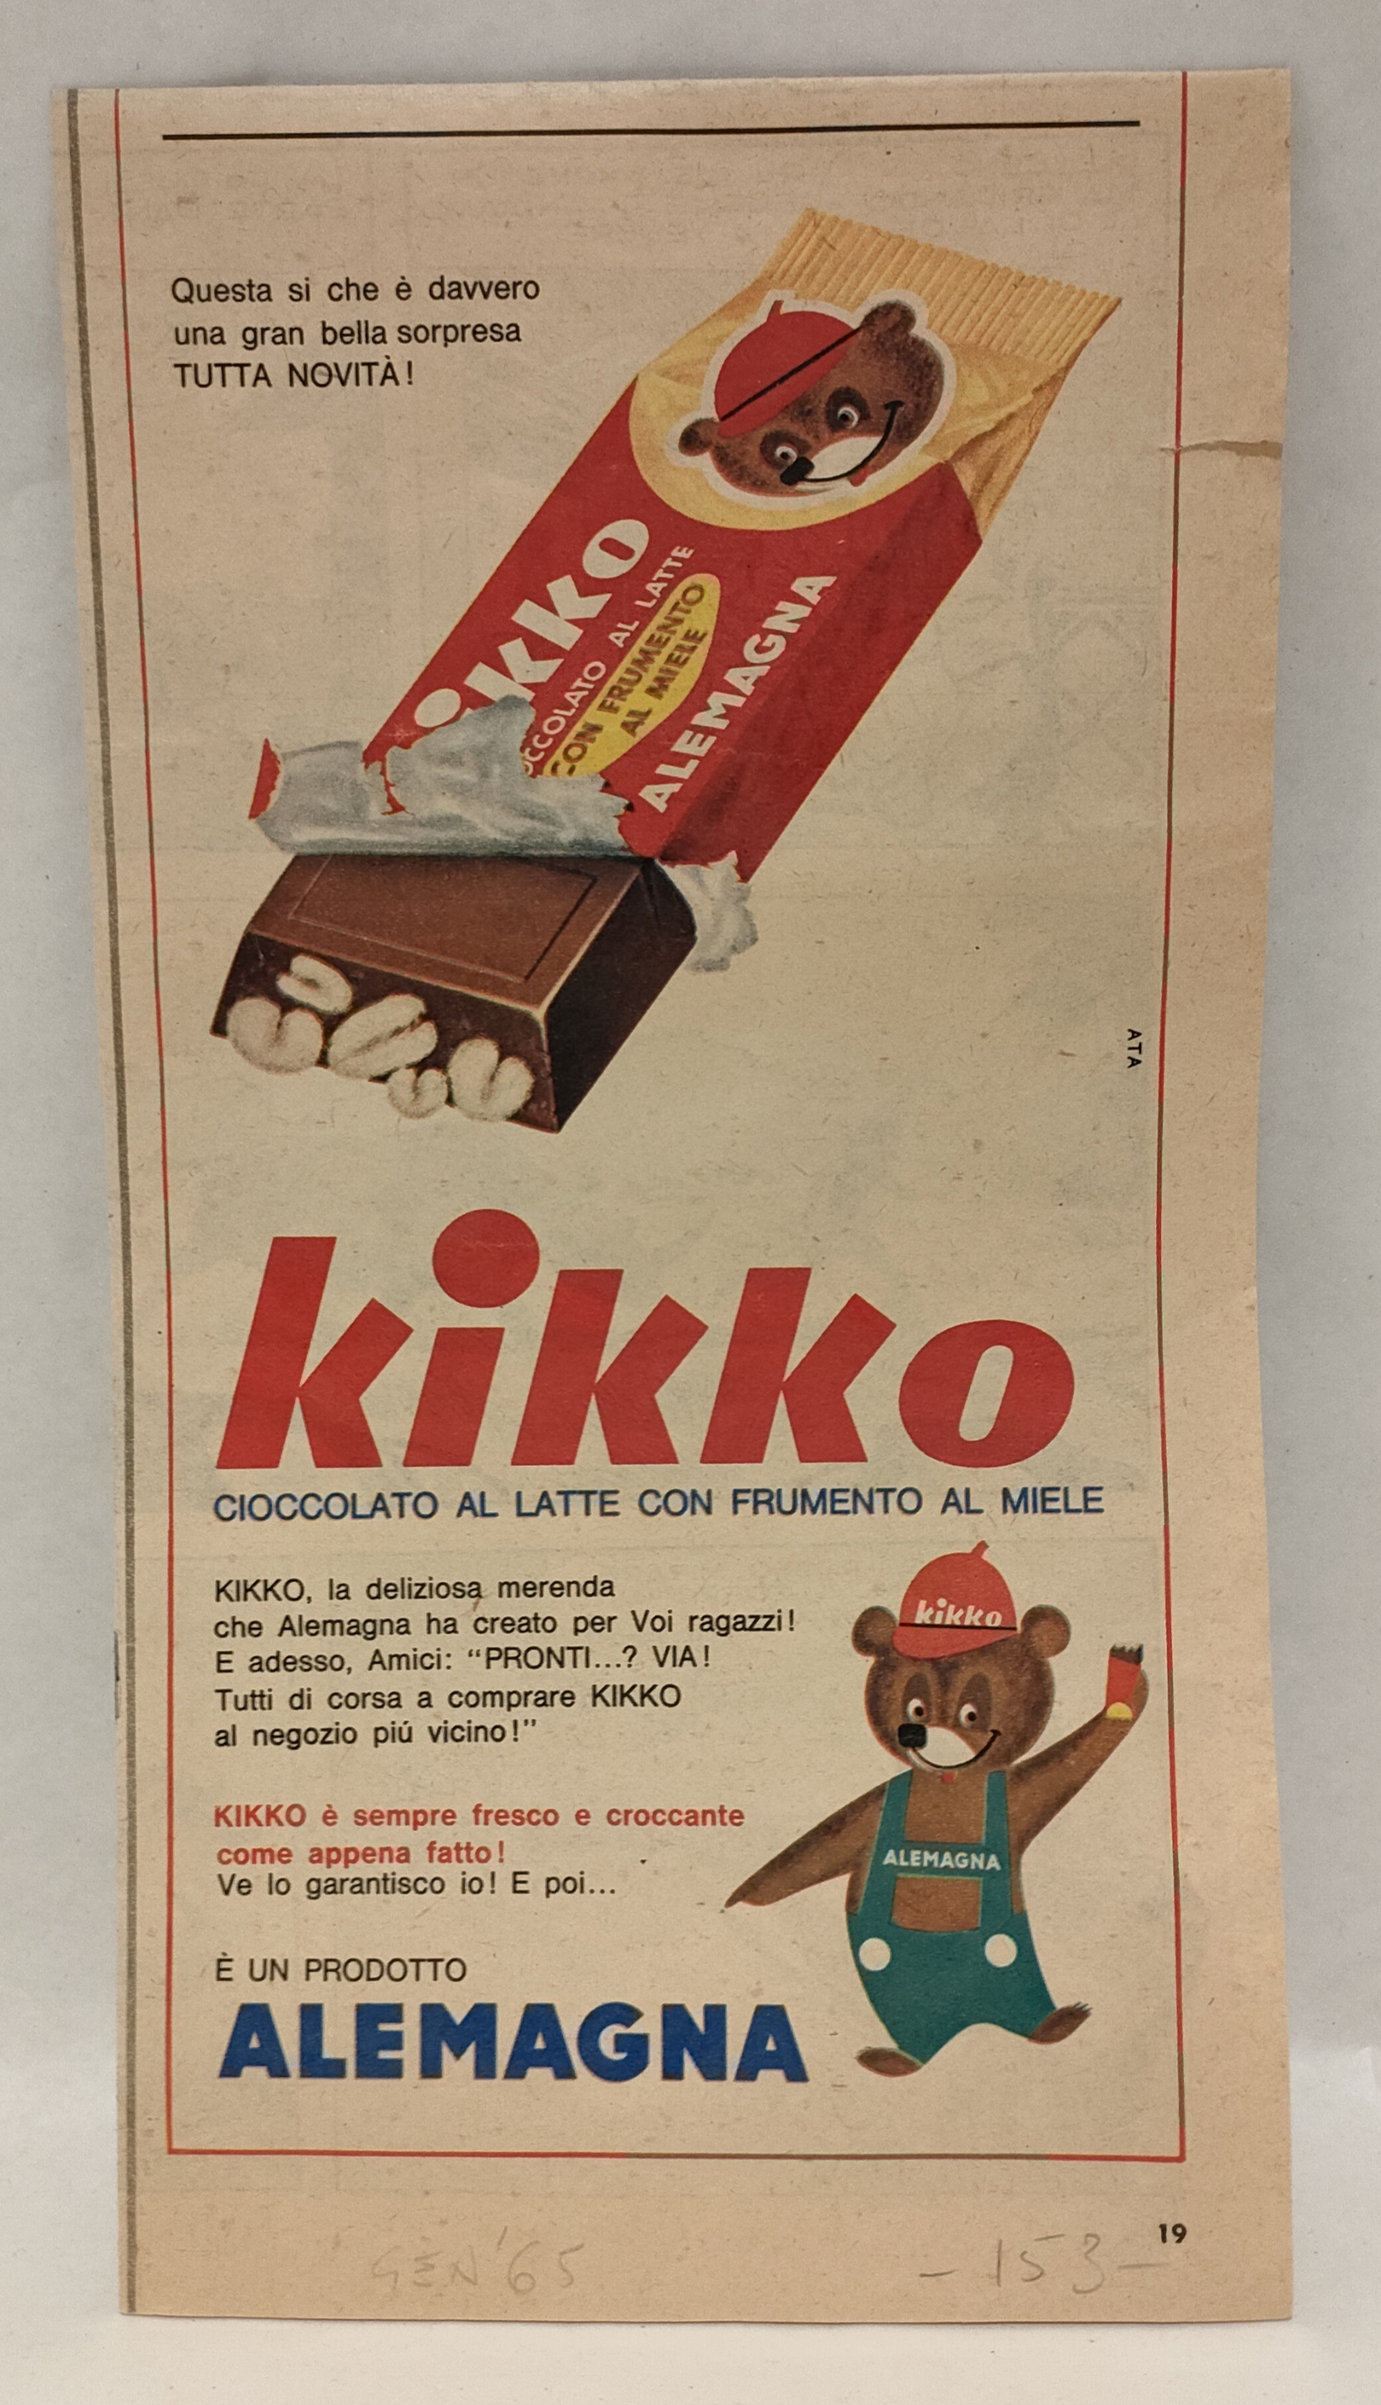 Questa si che è davvero
una gran bella sorpresa
TUTTA NOVITÀ!
ikko
OCCOLATO AL LATTE
CON FRUMENTO
AL MIELE
ALEMAGNA
ATA
kikko
CIOCCOLATO AL LATTE CON FRUMENTO AL MIELE
KIKKO, la deliziosa merenda
che Alemagna ha creato per Voi ragazzi!
E adesso, Amici: “PRONTI...? VIA!
Tutti di corsa a comprare KIKKO
al negozio piú vicino!”
kikko
KIKKO è sempre fresco e croccante
come appena fatto!
Ve lo garantisco io! E poi...
ALEMAGNA
È UN PRODOTTO
ALEMAGNA
19
GEN '65
- 153 -